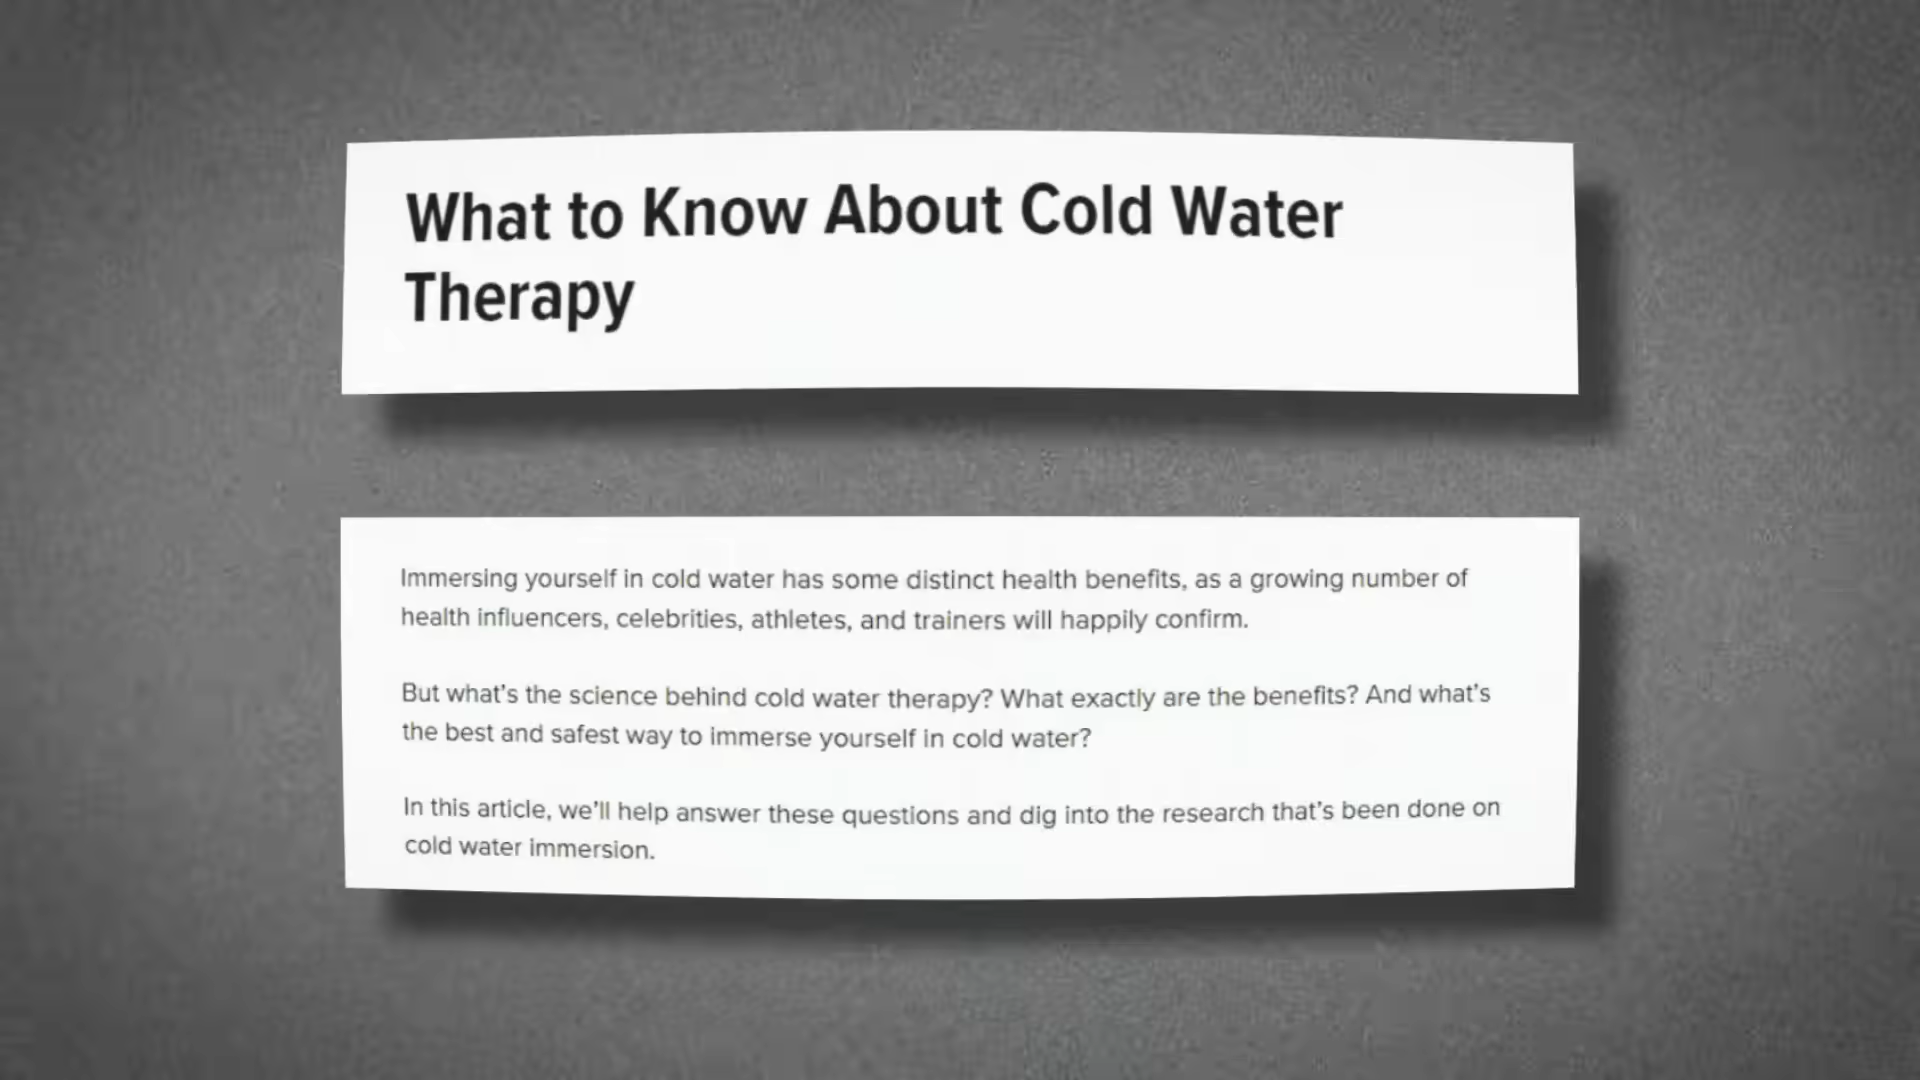 What to Know About Cold Water
Therapy
Immersing yourself in cold water has some distinct health benefits, as a growing number of
health influencers, celebrities, athletes, and trainers will happily confirm.
But what’s the science behind cold water therapy? What exactly are the benefits? And what’s
the best and safest way to immerse yourself in cold water?
In this article, we’ll help answer these questions and dig into the research that’s been done on
cold water immersion.